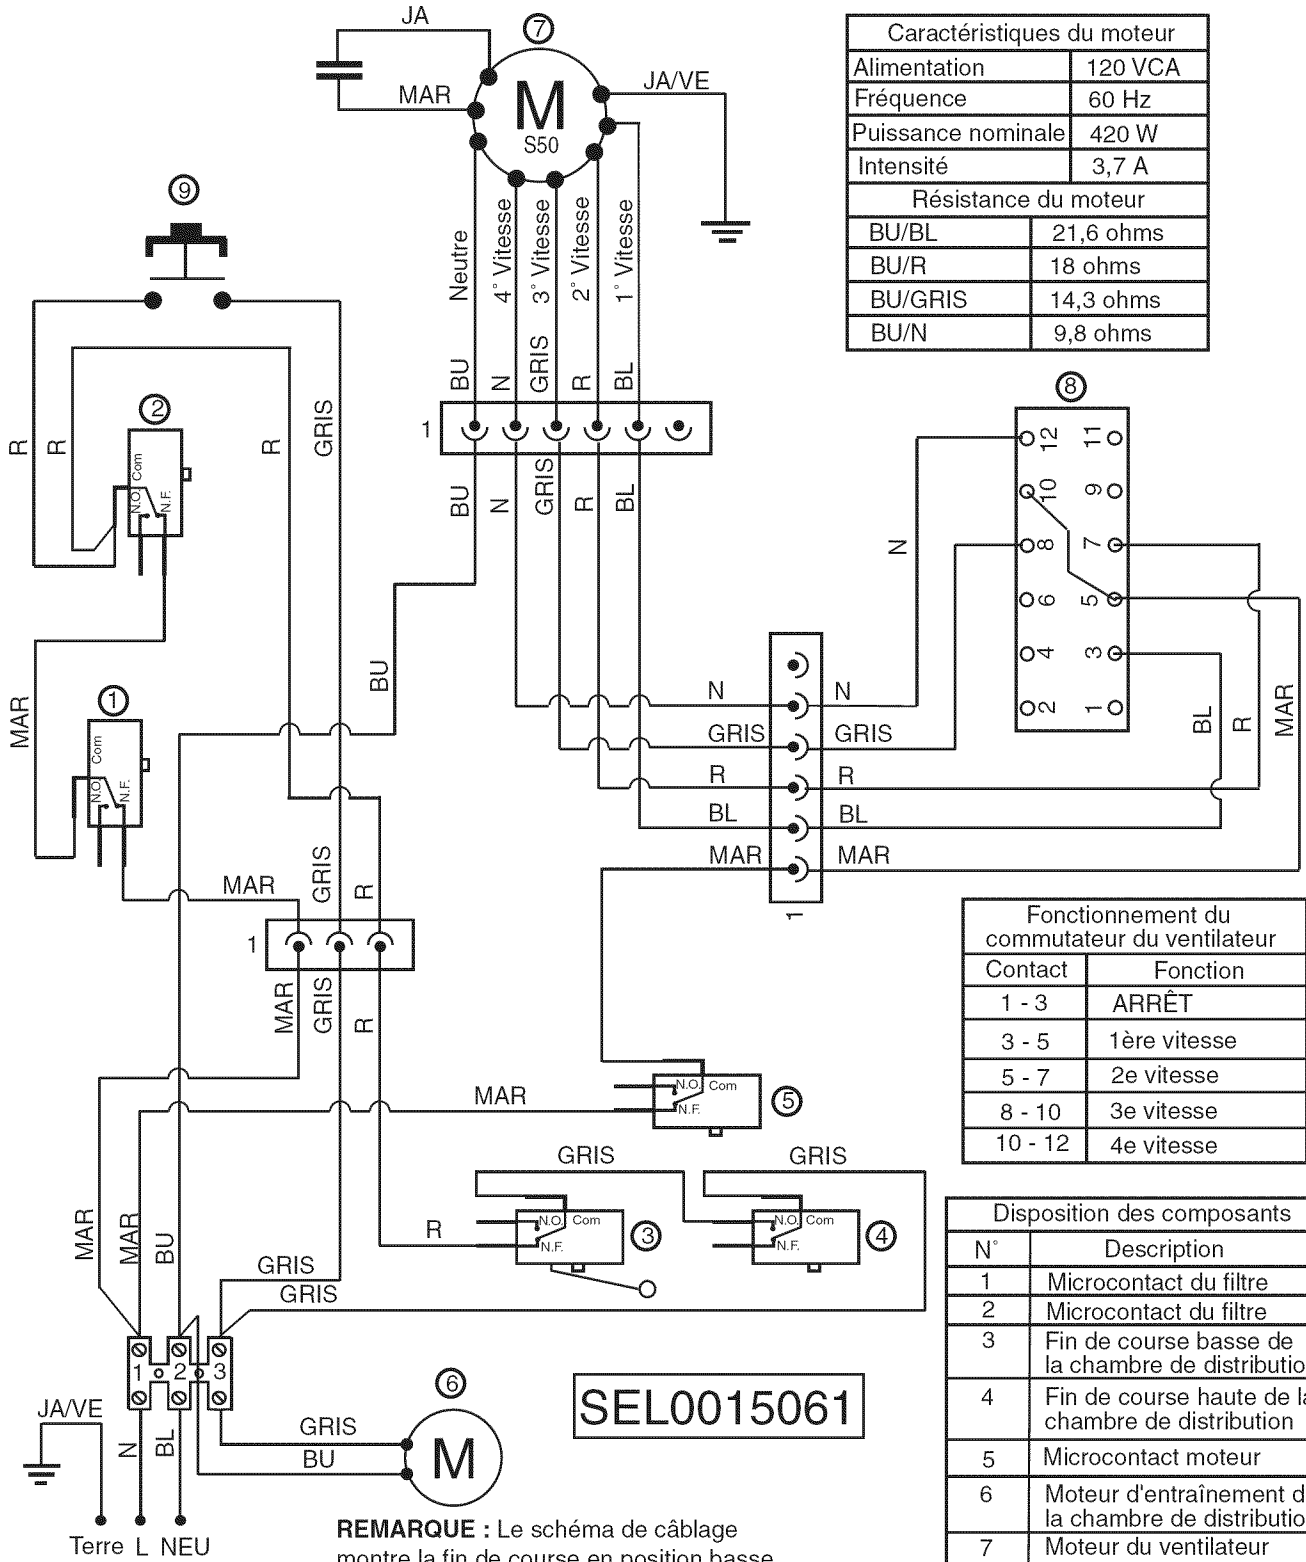 JA
7
MAR
JA/VE
M
S50
Caractéristiques du moteur
Alimentation 120 VCA
Fréquence 60 Hz
Puissance nominale 420 W
Intensité 3,7 A
Résistance du moteur
BU/BL 21,6 ohms
BU/R 18 ohms
BU/GRIS 14,3 ohms
BU/N 9,8 ohms
9
Neutre
4° Vitesse
3° Vitesse
2° Vitesse
1° Vitesse
BU
N
GRIS
R
BL
1
BU
N
GRIS
R
BL
8
12 11
10 9
8 7
6 5
4 3
2 1
N
BL
R
MAR
R
R
R
GRIS
2
Com
N.O.
N.F.
MAR
1
Com
N.O.
N.F.
BU
N N
GRIS GRIS
R R
BL BL
MAR MAR
1
MAR
GRIS
R
1
MAR
GRIS
R
Fonctionnement du
commutateur du ventilateur
Contact Fonction
1 - 3 ARRÊT
3 - 5 1ère vitesse
5 - 7 2e vitesse
8 - 10 3e vitesse
10 - 12 4e vitesse
MAR
N.O. Com
N.F.
5
GRIS
GRIS
R
N.O. Com
N.F.
3
N.O. Com
N.F.
4
MAR
MAR
BU
GRIS
GRIS
1 2 3
JA/VE
N
BL
GRIS
BU
6
M
SEL0015061
Terre L NEU
REMARQUE : Le schéma de câblage
montre la fin de course en position basse
Disposition des composants
N° Description
1 Microcontact du filtre
2 Microcontact du filtre
3 Fin de course basse de
la chambre de distributio
4 Fin de course haute de la
chambre de distribution
5 Microcontact moteur
6 Moteur d'entraînement d
la chambre de distributio
7 Moteur du ventilateur